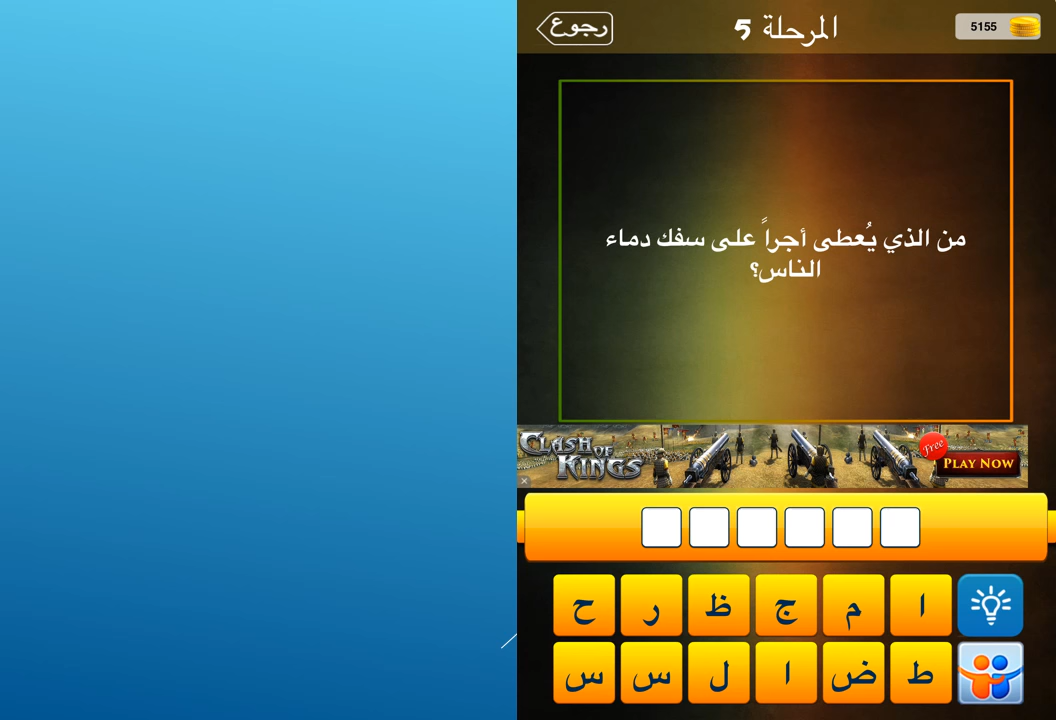 رجوع
المرحلة 5
5155
من الذي يُعطى أجراً على سفك دماء
الناس؟
CLASH OF KINGS
Free
PLAY NOW
ا م ج ظ ر ح
ط ض ا ل س س